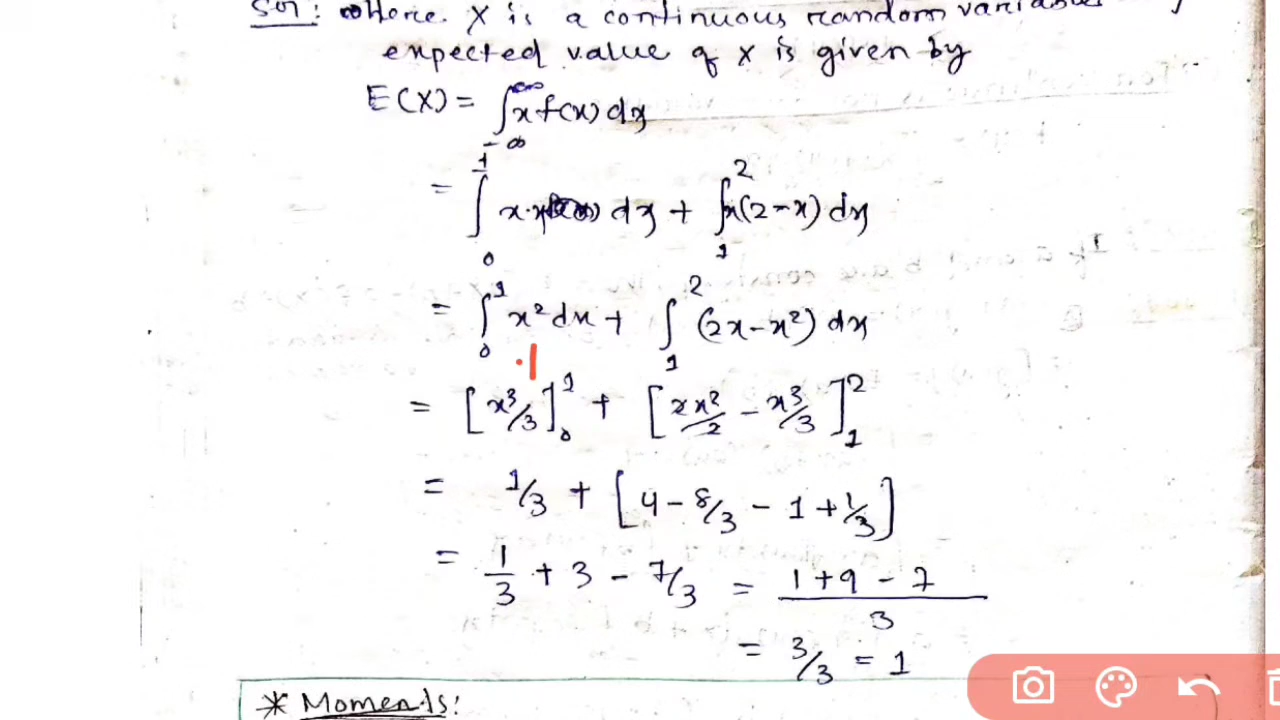 Sol: Here X is a continuous random variable
expected value of X is given by
E(X) = ∫_{-∞}^{∞} x f(x) dx
= ∫_0^1 x·x dx + ∫_1^2 x(2-x) dx
= ∫_0^1 x² dx + ∫_1^2 (2x-x²) dx
= [x³/3]_0^1 + [2x²/2 - x³/3]_1^2
= 1/3 + [4 - 8/3 - 1 + 1/3]
= 1/3 + 3 - 7/3 = (1+9-7)/3
= 3/3 = 1
* Moments: